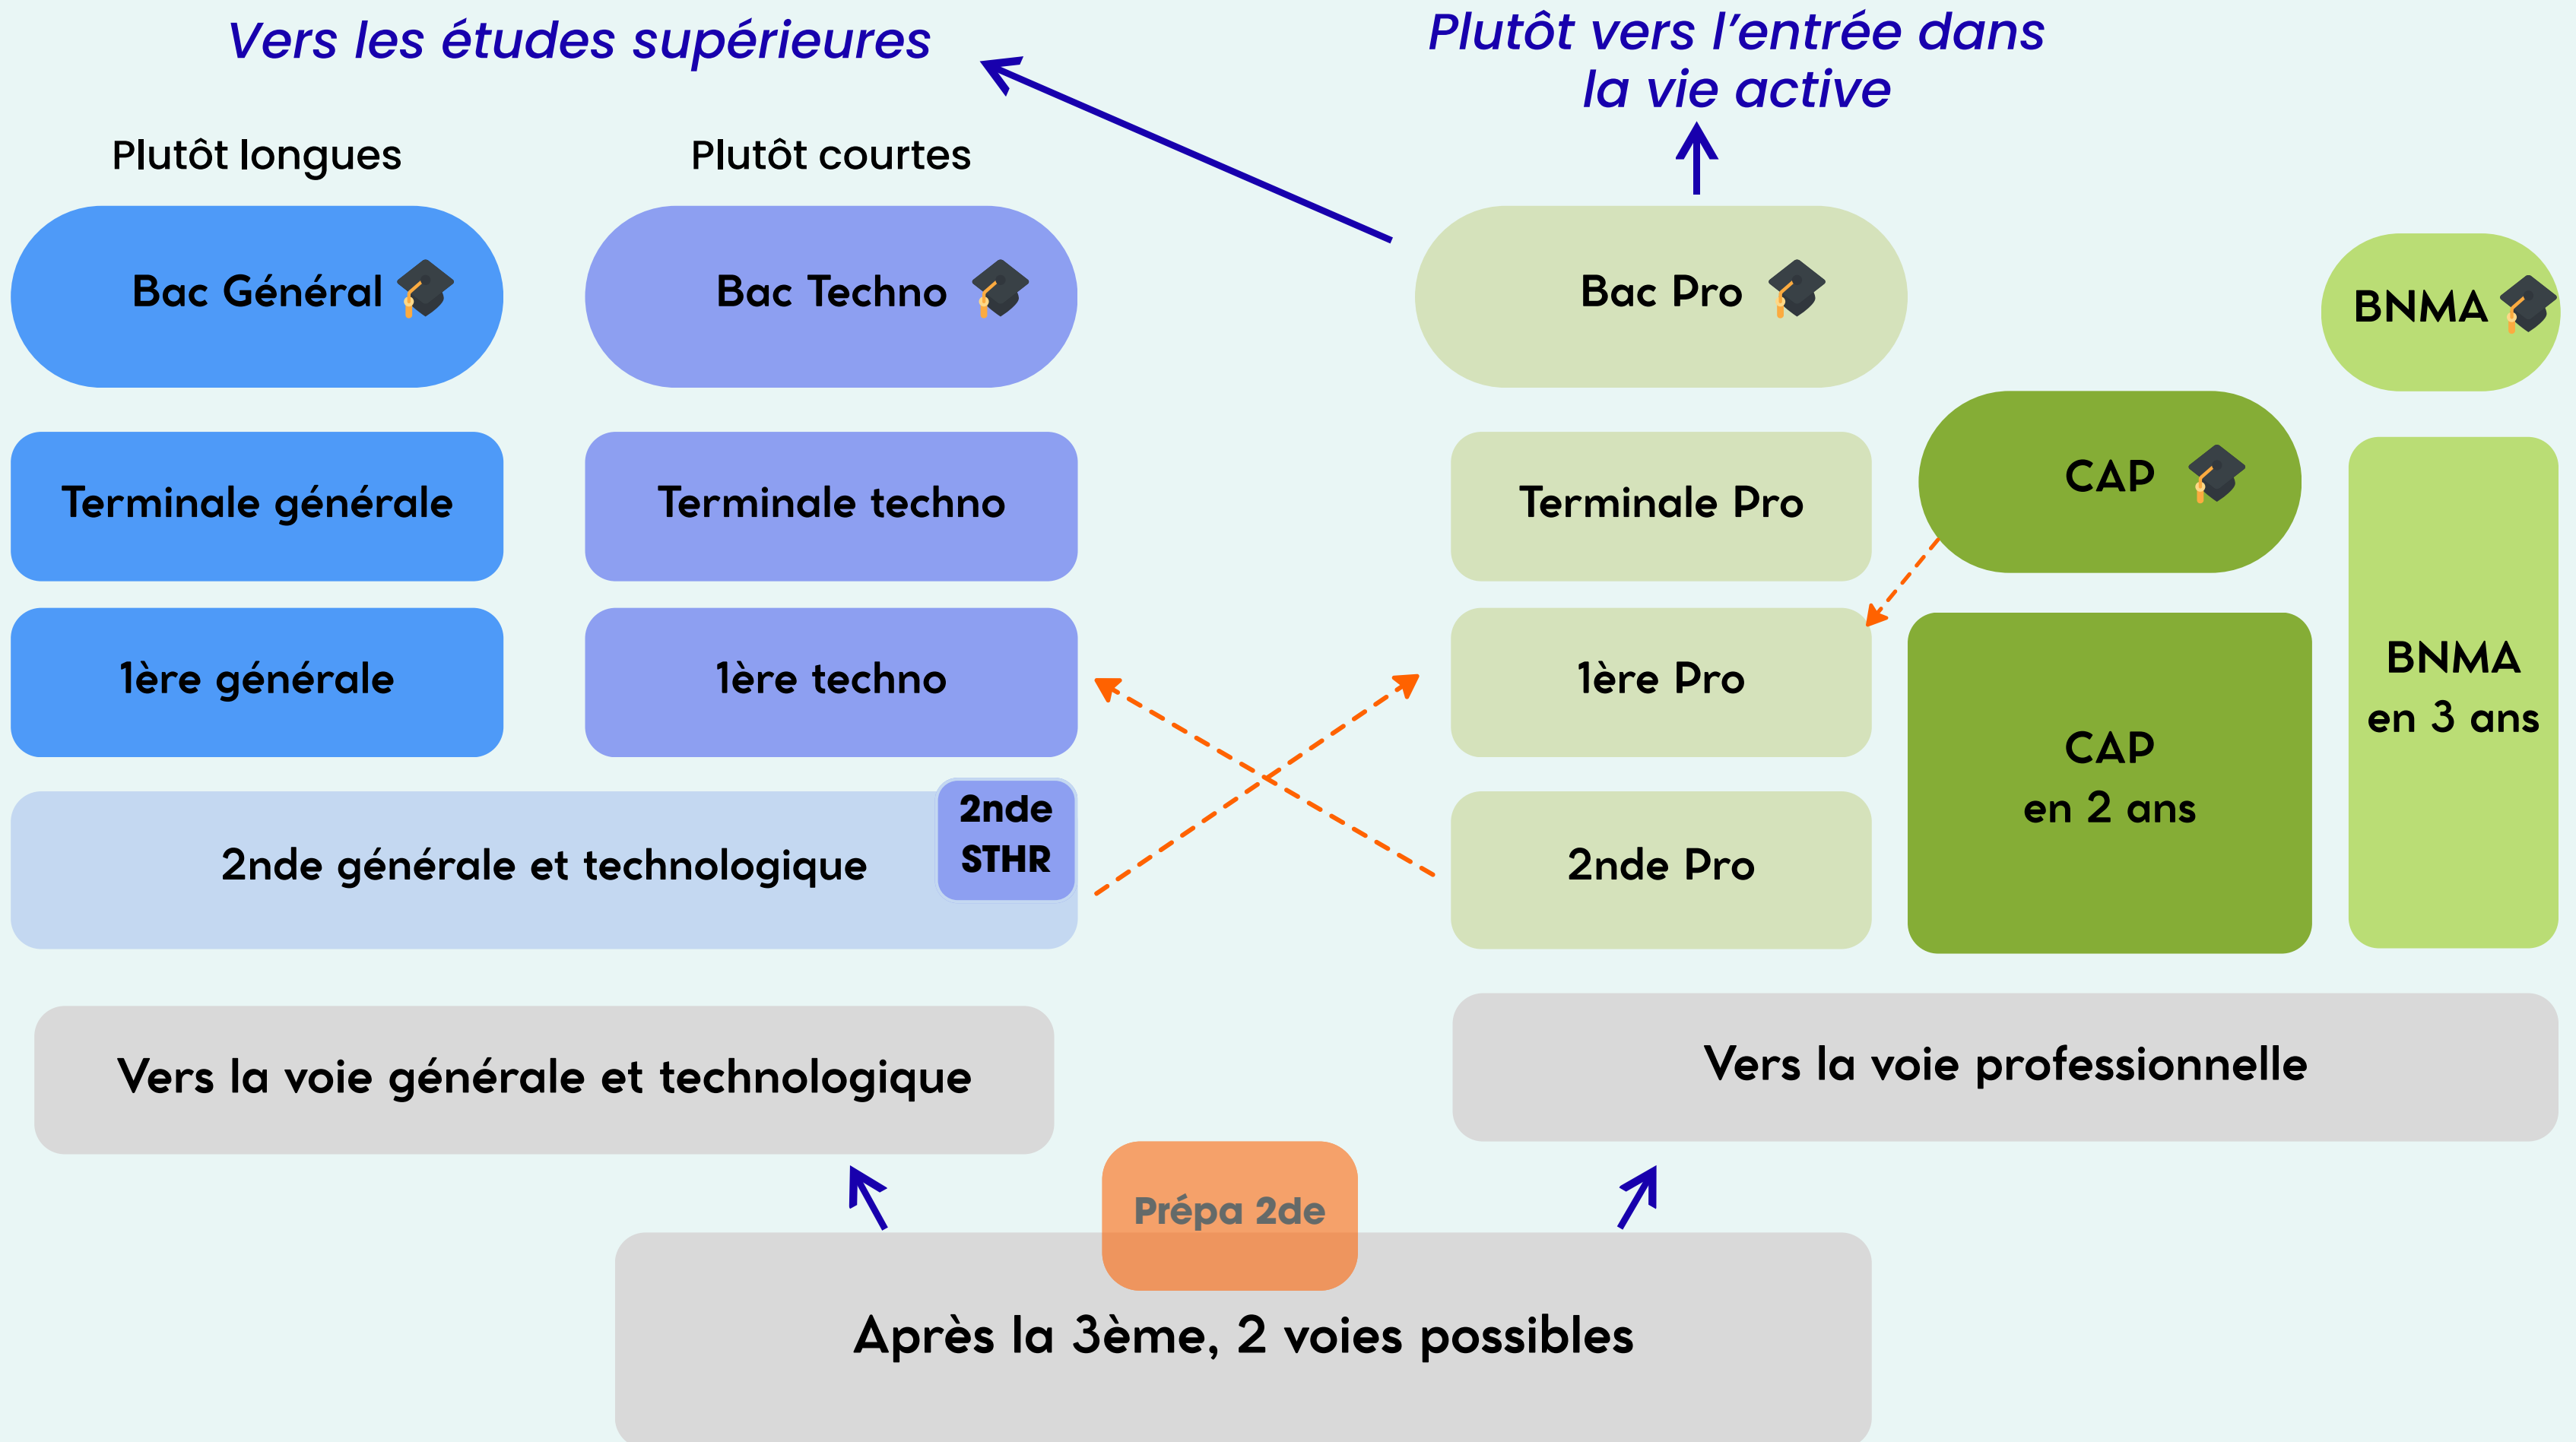 Vers les études supérieures
Plutôt vers l’entrée dans
la vie active
Plutôt longues
Plutôt courtes
Bac Général
Bac Techno
Bac Pro
BNMA
Terminale générale
Terminale techno
Terminale Pro
CAP
1ère générale
1ère techno
1ère Pro
CAP
en 2 ans
BNMA
en 3 ans
2nde générale et technologique
2nde
STHR
2nde Pro
Vers la voie générale et technologique
Vers la voie professionnelle
Prépa 2de
Après la 3ème, 2 voies possibles